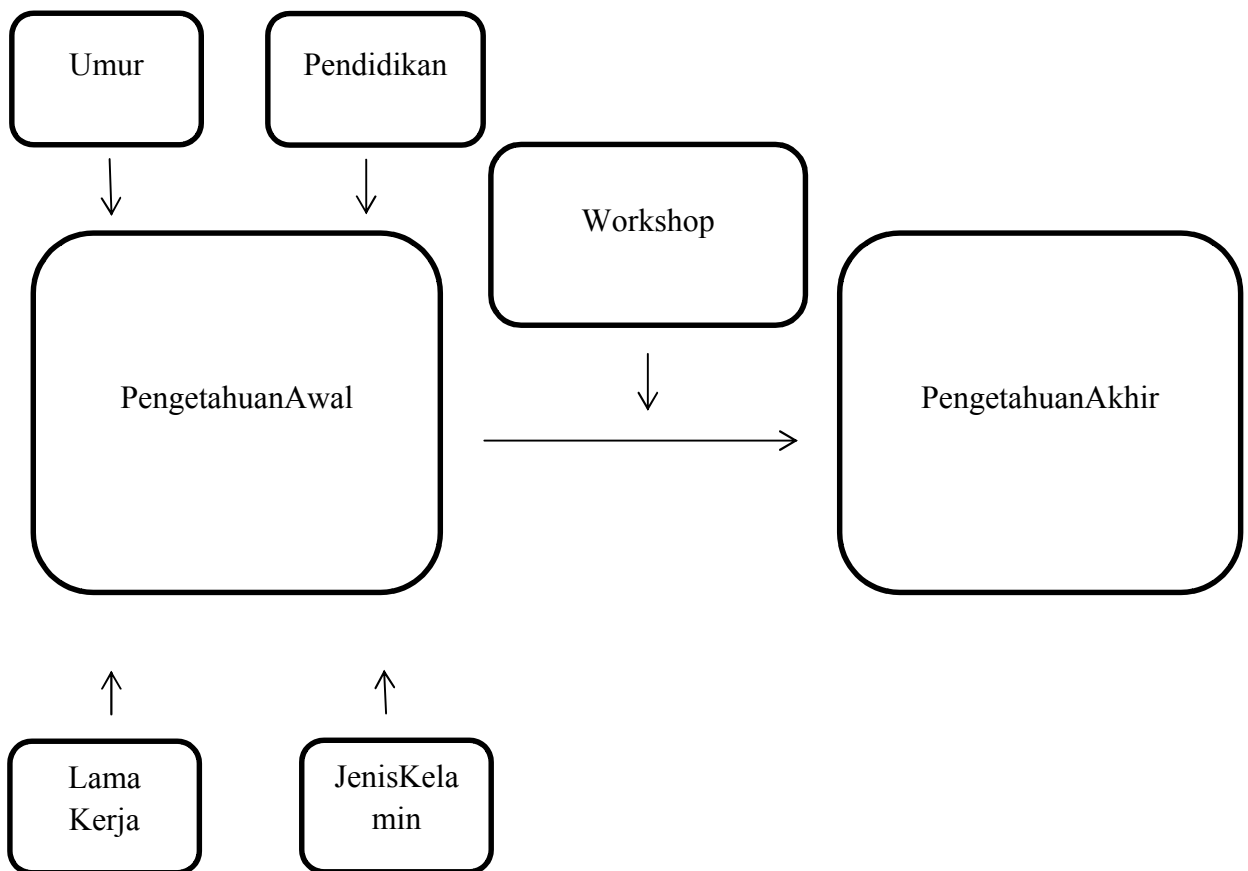 Umur
Pendidikan
Workshop
PengetahuanAwal
PengetahuanAkhir
Lama
Kerja
JenisKela
min